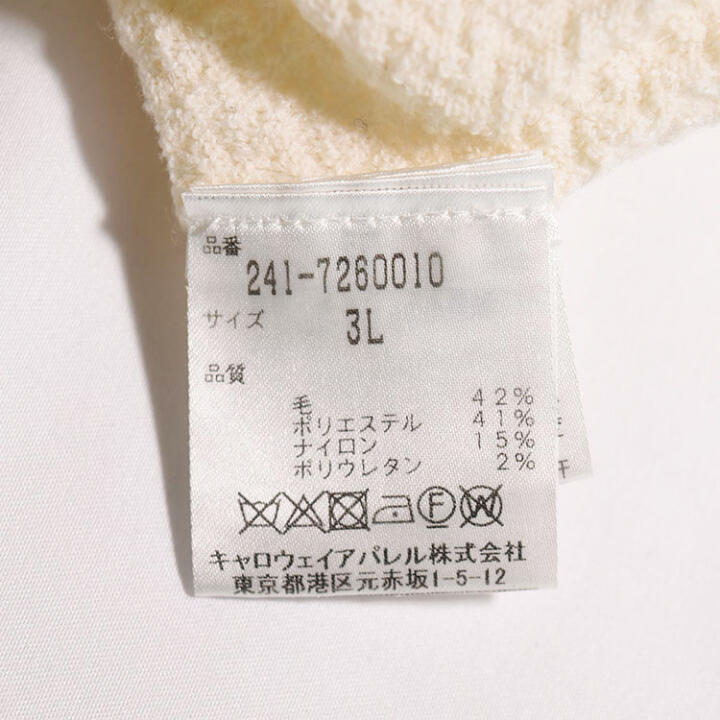 品番
241-7260010
サイズ 3L
品質
毛 42%
ポリエステル 41%
ナイロン 15%
ポリウレタン 2%
F W
キャロウェイアパレル株式会社
東京都港区元赤坂1-5-12